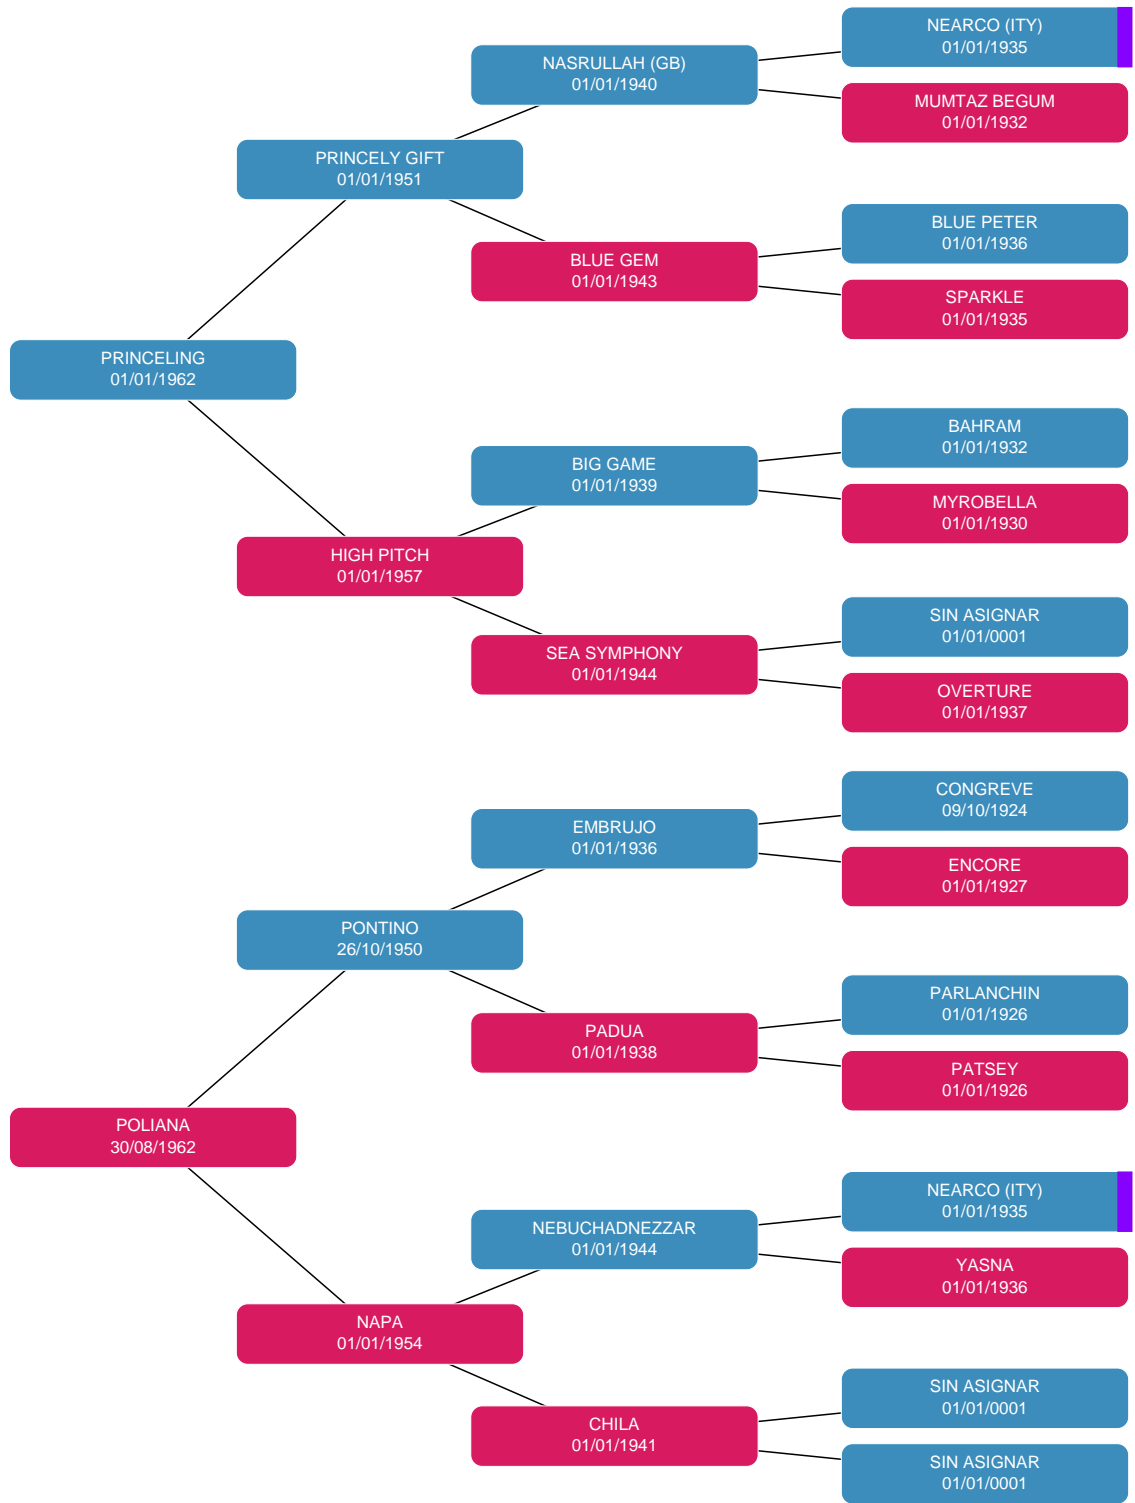 NEARCO (ITY)
01/01/1935
NASRULLAH (GB)
01/01/1940
MUMTAZ BEGUM
01/01/1932
PRINCELY GIFT
01/01/1951
BLUE PETER
01/01/1936
BLUE GEM
01/01/1943
SPARKLE
01/01/1935
PRINCELING
01/01/1962
BAHRAM
01/01/1932
BIG GAME
01/01/1939
MYROBELLA
01/01/1930
HIGH PITCH
01/01/1957
SIN ASIGNAR
01/01/0001
SEA SYMPHONY
01/01/1944
OVERTURE
01/01/1937
CONGREVE
09/10/1924
EMBRUJO
01/01/1936
ENCORE
01/01/1927
PONTINO
26/10/1950
PARLANCHIN
01/01/1926
PADUA
01/01/1938
PATSEY
01/01/1926
POLIANA
30/08/1962
NEARCO (ITY)
01/01/1935
NEBUCHADNEZZAR
01/01/1944
YASNA
01/01/1936
NAPA
01/01/1954
SIN ASIGNAR
01/01/0001
CHILA
01/01/1941
SIN ASIGNAR
01/01/0001